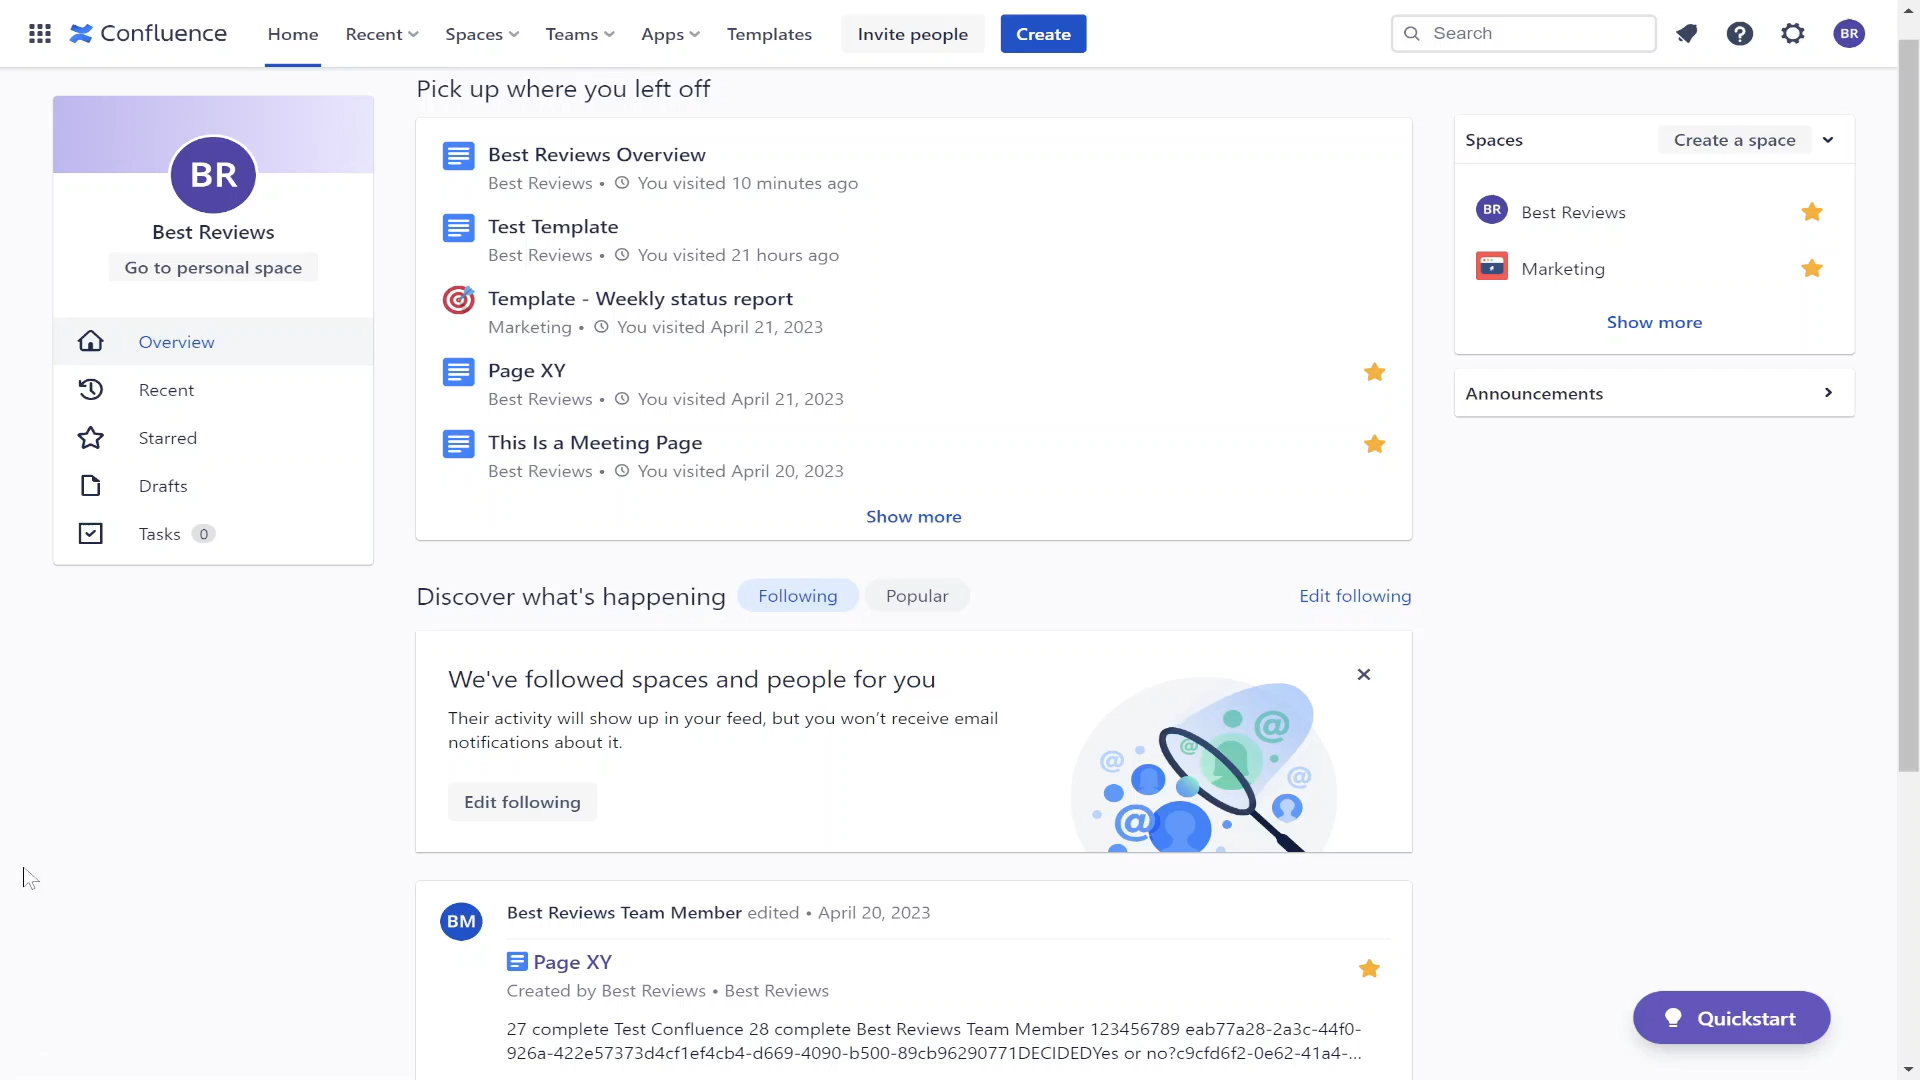 Confluence Home Recent Spaces Teams Apps Templates Invite people Create Search BR
BR
Best Reviews
Go to personal space
Overview
Recent
Starred
Drafts
Tasks 0
Pick up where you left off
Best Reviews Overview
Best Reviews • You visited 10 minutes ago
Test Template
Best Reviews • You visited 21 hours ago
Template - Weekly status report
Marketing • You visited April 21, 2023
Page XY
Best Reviews • You visited April 21, 2023
This Is a Meeting Page
Best Reviews • You visited April 20, 2023
Show more
Discover what's happening Following Popular Edit following
We've followed spaces and people for you
Their activity will show up in your feed, but you won’t receive email
notifications about it.
Edit following
@ @ @ @ @
BM Best Reviews Team Member edited • April 20, 2023
Page XY
Created by Best Reviews • Best Reviews
27 complete Test Confluence 28 complete Best Reviews Team Member 123456789 eab77a28-2a3c-44f0-
926a-422e57373d4cf1ef4cb4-d669-4090-b500-89cb96290771DECIDEDYes or no?c9cfd6f2-0e62-41a4-...
Spaces Create a space
BR Best Reviews
Marketing
Show more
Announcements
Quickstart